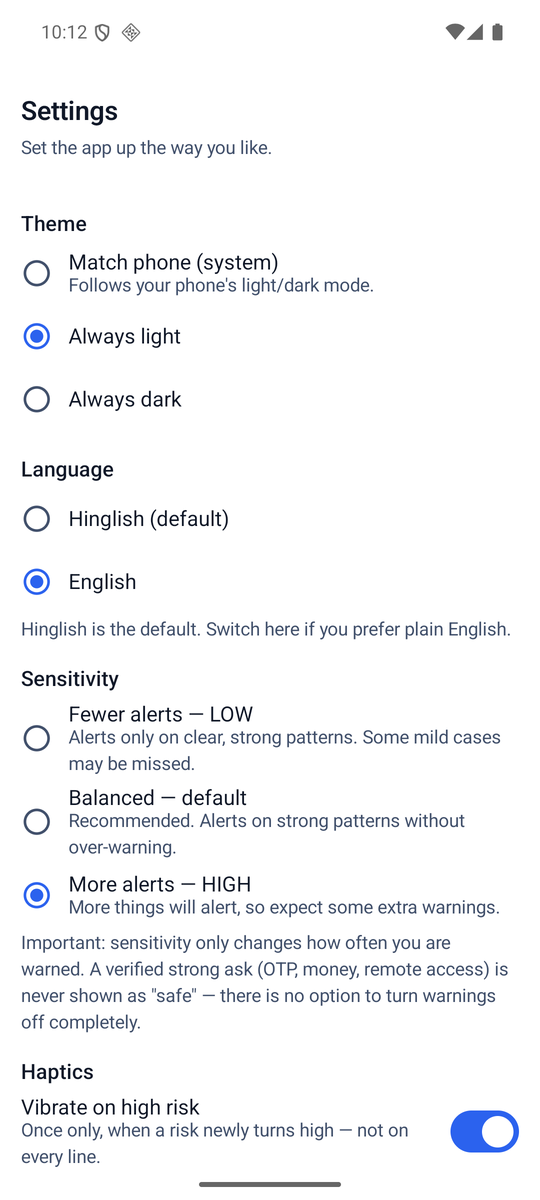 10:12
Settings
Set the app up the way you like.
Theme
Match phone (system)
Follows your phone's light/dark mode.
Always light
Always dark
Language
Hinglish (default)
English
Hinglish is the default. Switch here if you prefer plain English.
Sensitivity
Fewer alerts — LOW
Alerts only on clear, strong patterns. Some mild cases
may be missed.
Balanced — default
Recommended. Alerts on strong patterns without
over-warning.
More alerts — HIGH
More things will alert, so expect some extra warnings.
Important: sensitivity only changes how often you are
warned. A verified strong ask (OTP, money, remote access) is
never shown as "safe" — there is no option to turn warnings
off completely.
Haptics
Vibrate on high risk
Once only, when a risk newly turns high — not on
every line.